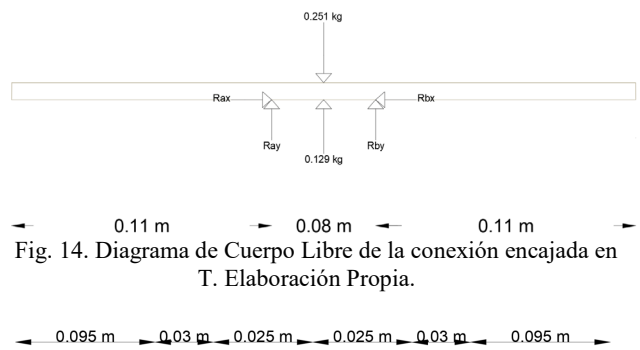 0.251 kg
Rax
Rbx
Ray
Rby
0.129 kg
0.11 m 0.08 m 0.11 m
Fig. 14. Diagrama de Cuerpo Libre de la conexión encajada en
T. Elaboración Propia.
0.095 m 0.03 m 0.025 m 0.025 m 0.03 m 0.095 m